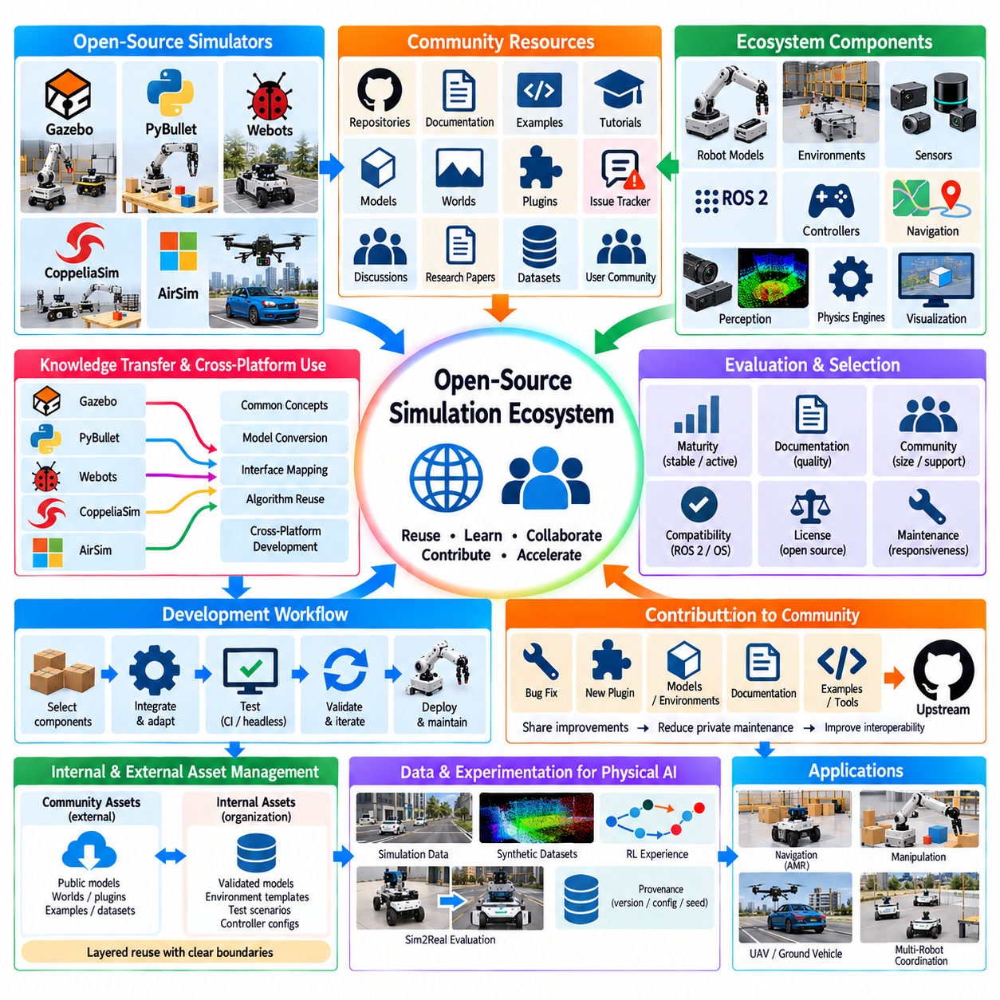 Open-Source Simulators
Gazebo
PyBullet
Webots
CoppeliaSim
AirSim
Community Resources
Repositories
Documentation
Examples
Tutorials
Models
Worlds
Plugins
Issue Tracker
Discussions
Research Papers
Datasets
User Community
Ecosystem Components
Robot Models
Environments
Sensors
ROS 2
Controllers
Navigation
Perception
Physics Engines
Visualization
Knowledge Transfer & Cross-Platform Use
Gazebo
PyBullet
Webots
CoppeliaSim
AirSim
Common Concepts
Model Conversion
Interface Mapping
Algorithm Reuse
Cross-Platform
Development
Open-Source
Simulation Ecosystem
Reuse • Learn • Collaborate
Contribute • Accelerate
Evaluation & Selection
Maturity
(stable / active)
Documentation
(quality)
Community
(size / support)
Compatibility
(ROS 2 / OS)
License
(open source)
Maintenance
(responsiveness)
Development Workflow
Select
components
Integrate
& adapt
Test
(CI / headless)
Validate
& iterate
Deploy
& maintain
Contribution to Community
Bug Fix
New Plugin
Models
/ Environments
Documentation
Examples
/ Tools
Upstream
Share improvements → Reduce private maintenance → Improve interoperability
Internal & External Asset Management
Community Assets
(external)
Public models
Worlds / plugins
Examples / datasets
Internal Assets
(organization)
Validated models
Environment templates
Test scenarios
Controller configs
Layered reuse with clear boundaries
Data & Experimentation for Physical AI
Simulation Data
Synthetic Datasets
RL Experience
Sim2Real Evaluation
Provenance
(version / config / seed)
Applications
Navigation
(AMR)
Manipulation
UAV / Ground Vehicle
Multi-Robot
Coordination